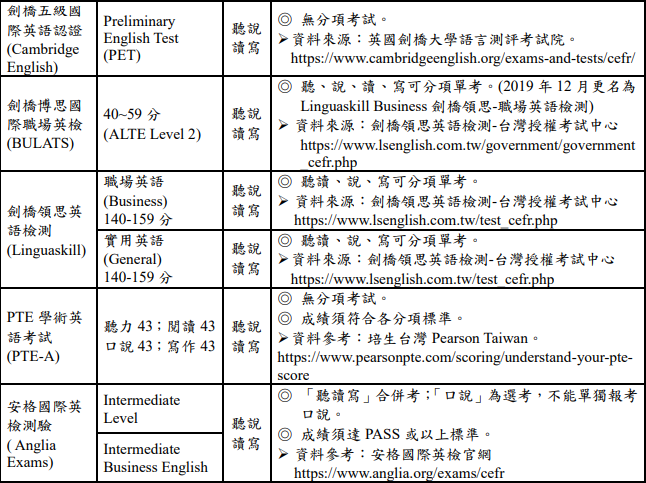 劍橋五級國
際英語認證
(Cambridge
English)
Preliminary
English Test
(PET)
聽說
讀寫
◎ 無分項考試。
➢資料來源：英國劍橋大學語言測評考試院。
https://www.cambridgeenglish.org/exams-and-tests/cefr/
劍橋博思國
際職場英檢
(BULATS)
40~59 分
(ALTE Level 2)
聽說
讀寫
◎ 聽、說、讀、寫可分項單考。(2019 年 12 月更名為
Linguaskill Business 劍橋領思-職場英語檢測)
➢ 資料來源：劍橋領思英語檢測-台灣授權考試中心
https://www.lsenglish.com.tw/government/government
_cefr.php
劍橋領思英
語檢測
(Linguaskill)
職場英語
(Business)
140-159 分
聽說
讀寫
◎ 聽讀、說、寫可分項單考。
➢ 資料來源：劍橋領思英語檢測-台灣授權考試中心
https://www.lsenglish.com.tw/test_cefr.php
實用英語
(General)
140-159 分
聽說
讀寫
◎ 聽讀、說、寫可分項單考。
➢資料來源：劍橋領思英語檢測-台灣授權考試中心
https://www.lsenglish.com.tw/test_cefr.php
PTE 學術英
語考試
(PTE-A)
聽力 43；閱讀 43
口說 43；寫作 43
聽說
讀寫
◎ 無分項考試。
◎ 成績須符合各分項標準。
➢資料參考：培生台灣 Pearson Taiwan。
https://www.pearsonpte.com/scoring/understand-your-pte-
score
安格國際英
檢測驗
( Anglia
Exams)
Intermediate
Level
Intermediate
Business English
聽說
讀寫
◎ 「聽讀寫」合併考；「口說」為選考，不能單獨報考
口說。
◎ 成績須達 PASS 或以上標準。
➢ 資料參考：安格國際英檢官網
https://www.anglia.org/exams/cefr